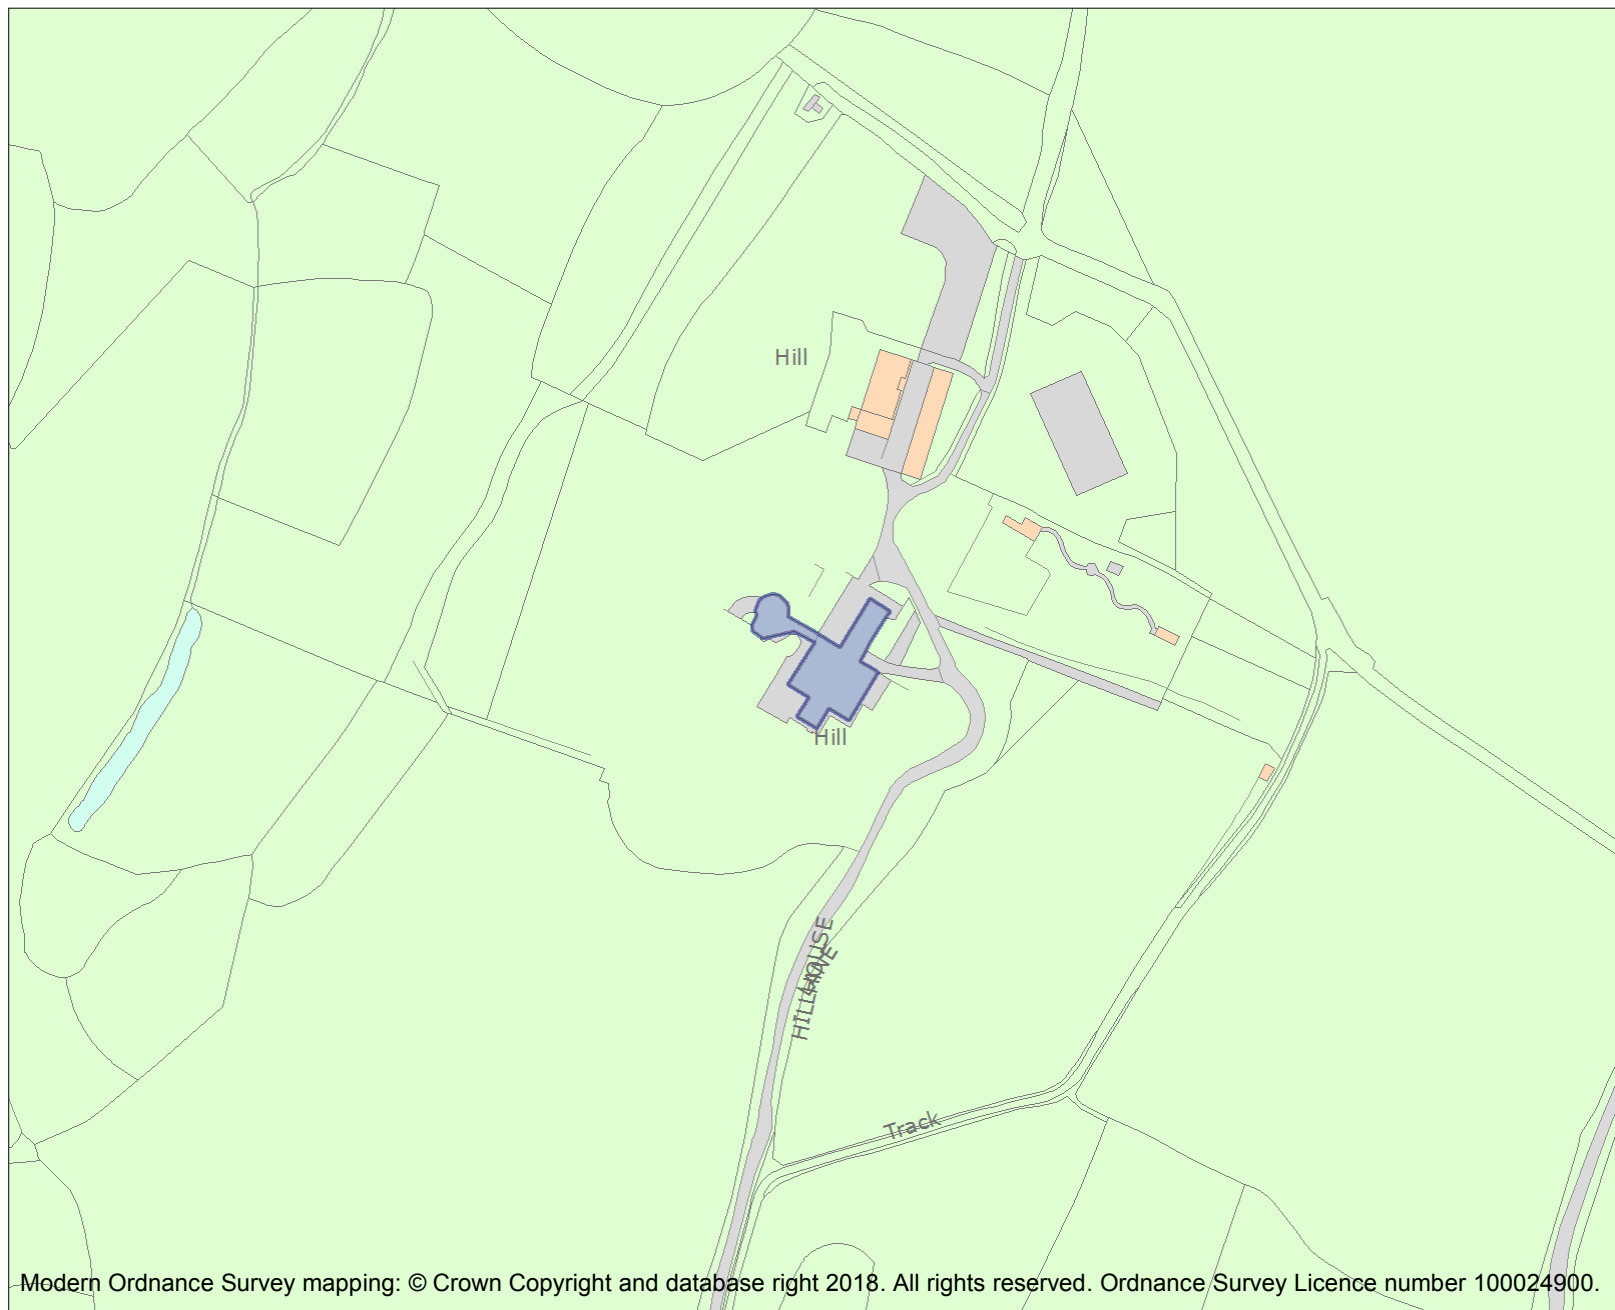 Hill
Hill
HILLHOUSE
LANE
Track
Modern Ordnance Survey mapping: © Crown Copyright and database right 2018. All rights reserved. Ordnance Survey Licence number 100024900.